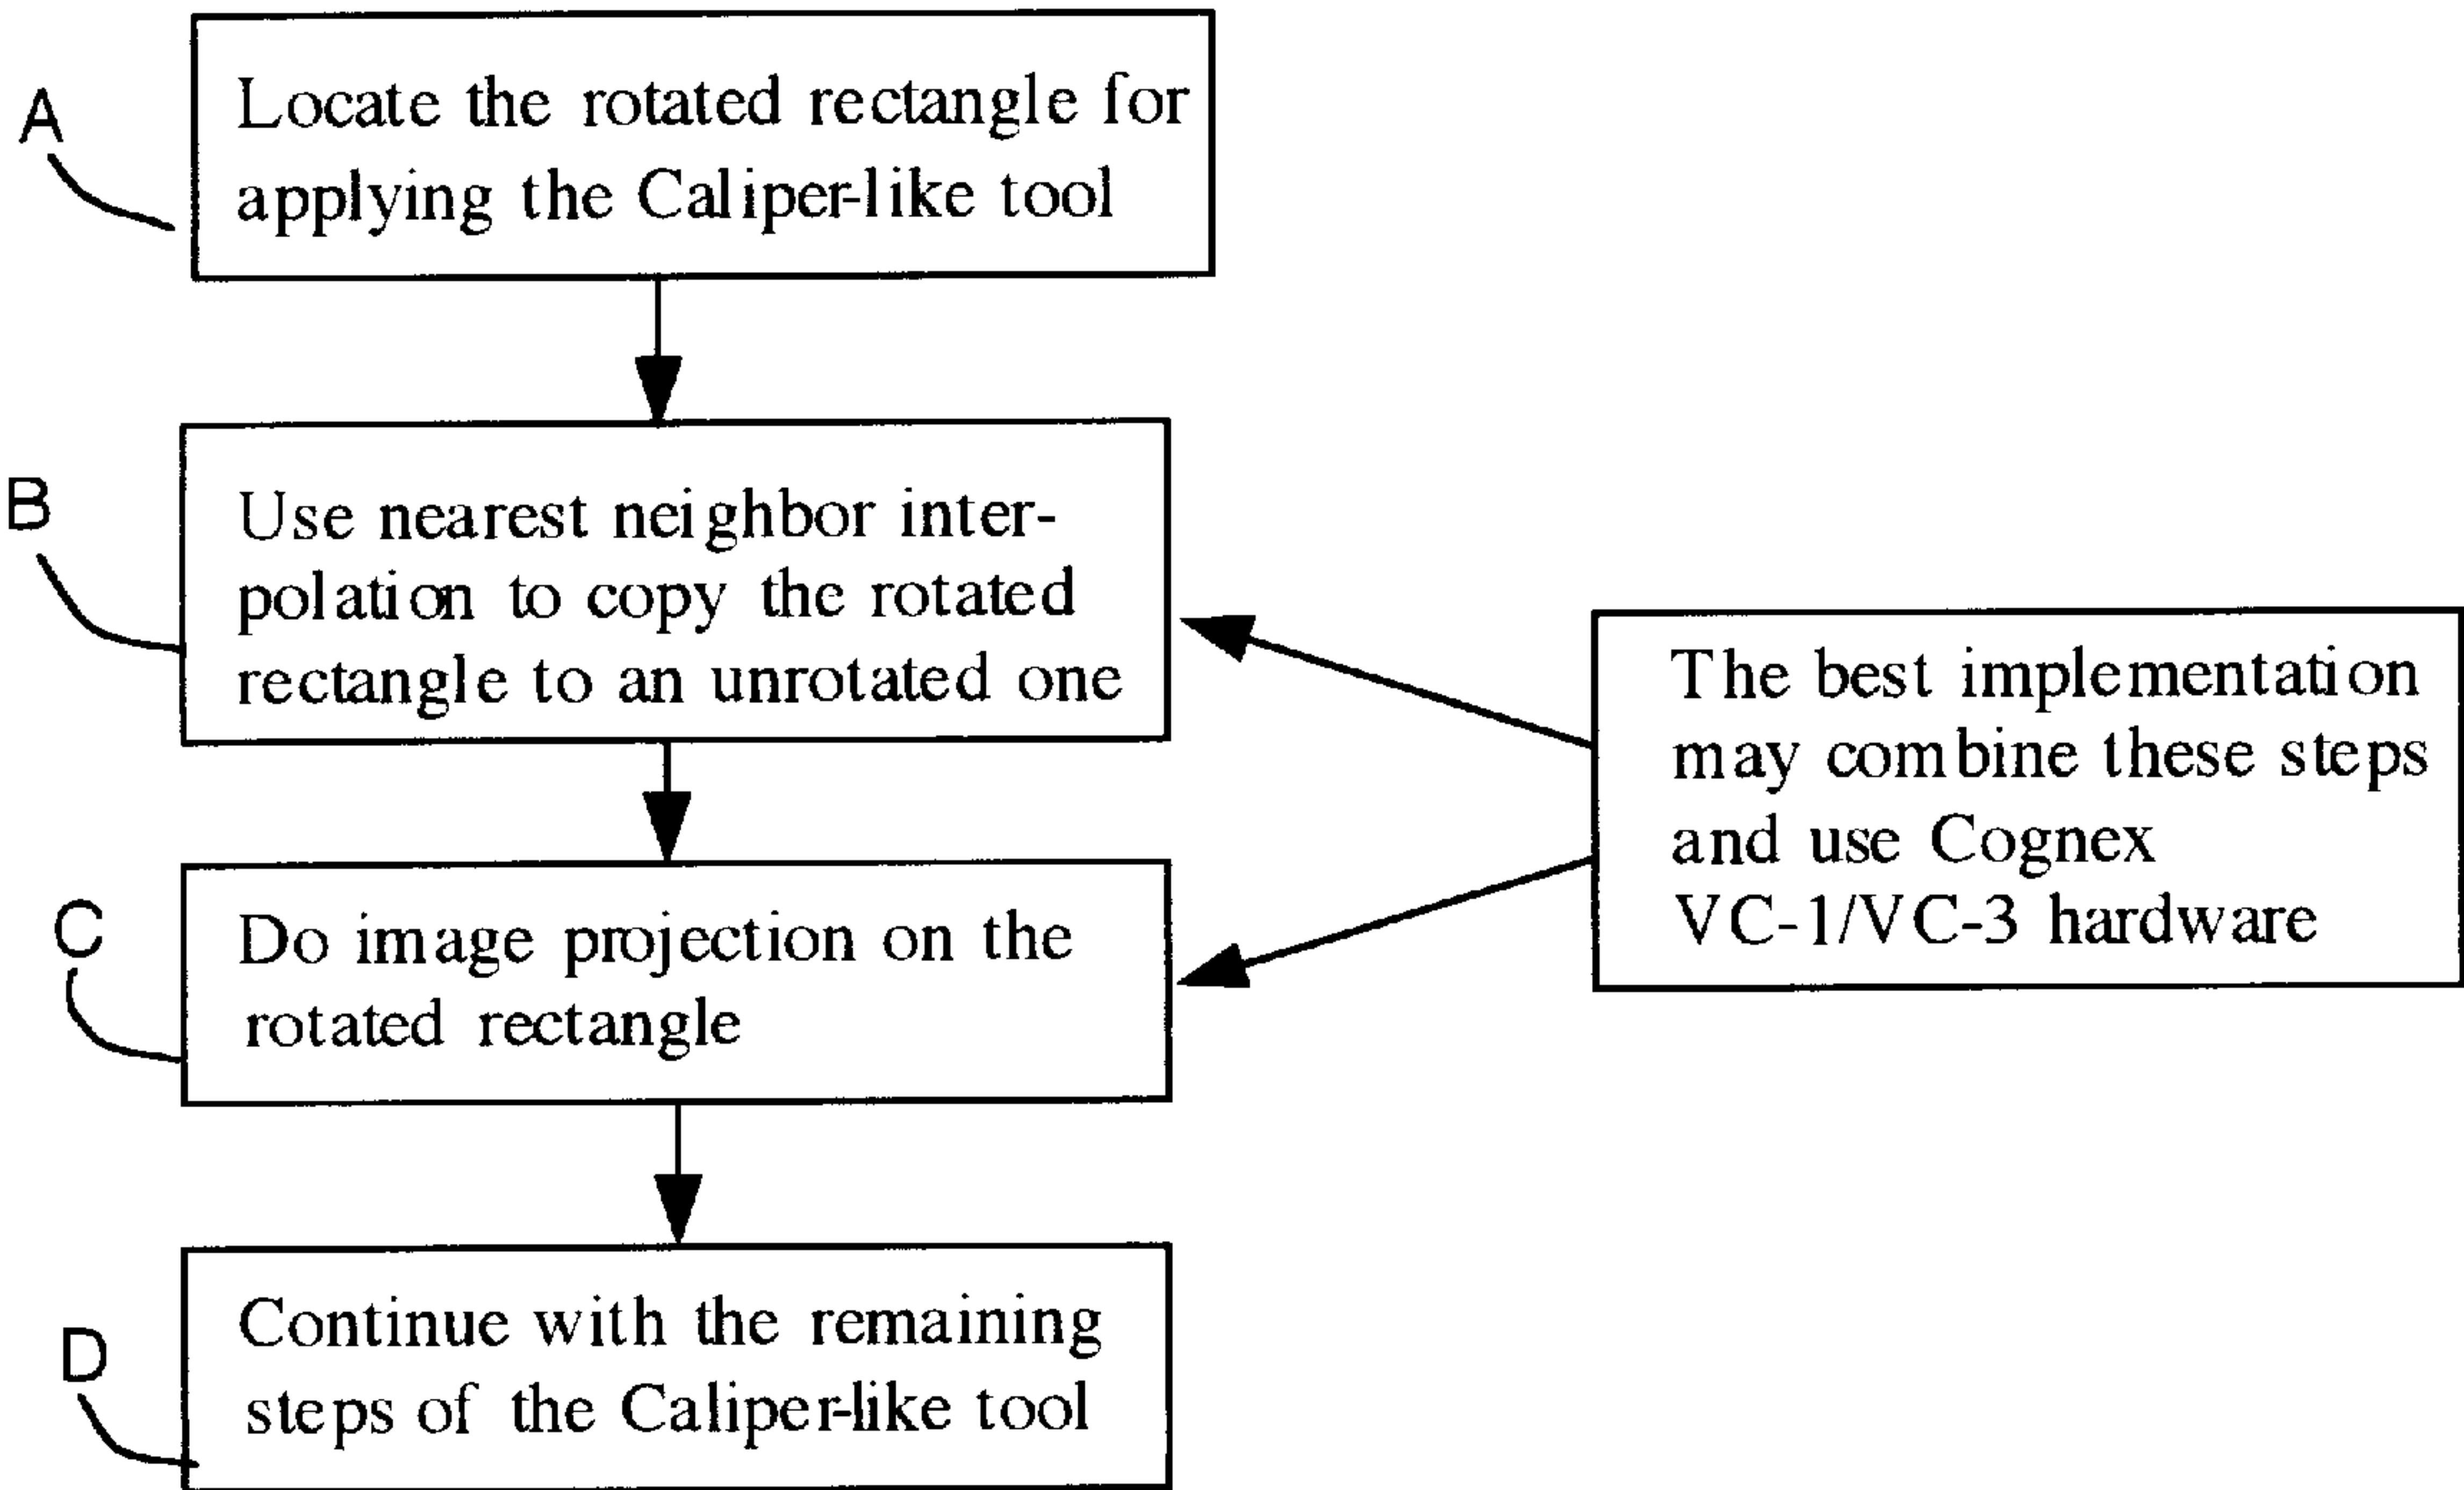 A
Locate the rotated rectangle for
applying the Caliper-like tool
B
Use nearest neighbor inter-
polation to copy the rotated
rectangle to an unrotated one
The best implementation
may combine these steps
and use Cognex
VC-1/VC-3 hardware
C
Do image projection on the
rotated rectangle
D
Continue with the remaining
steps of the Caliper-like tool